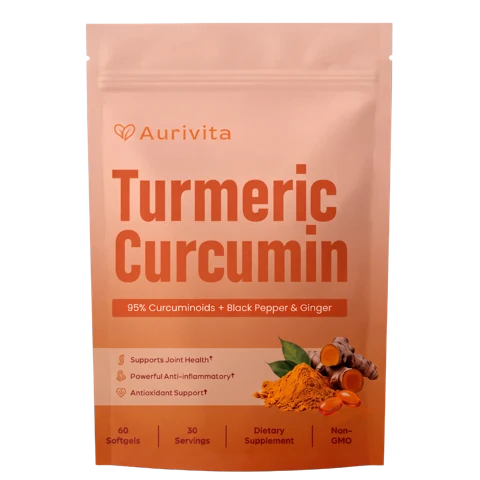 Aurivita
Turmeric
Curcumin
95% Curcuminoids + Black Pepper & Ginger
Supports Joint Health†
Powerful Anti-inflammatory†
Antioxidant Support†
60
Softgels
30
Servings
Dietary
Supplement
Non-
GMO